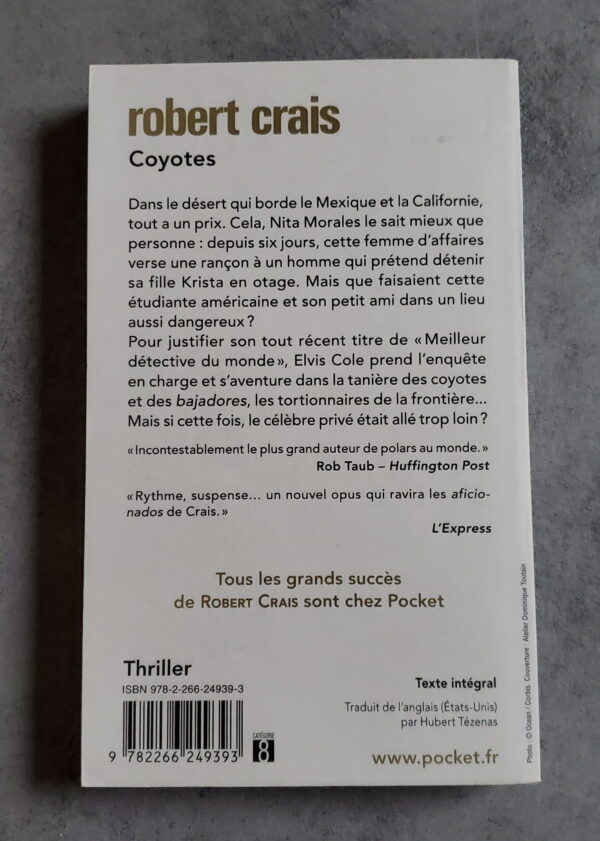 robert crais
Coyotes
Dans le désert qui borde le Mexique et la Californie,
tout a un prix. Cela, Nita Morales le sait mieux que
personne : depuis six jours, cette femme d'affaires
verse une rançon à un homme qui prétend détenir
sa fille Krista en otage. Mais que faisaient cette
étudiante américaine et son petit ami dans un lieu
aussi dangereux ?
Pour justifier son tout récent titre de « Meilleur
détective du monde », Elvis Cole prend l'enquête
en charge et s'aventure dans la tanière des coyotes
et des bajadores, les tortionnaires de la frontière...
Mais si cette fois, le célèbre privé était allé trop loin ?
« Incontestablement le plus grand auteur de polars au monde. »
Rob Taub – Huffington Post
« Rythme, suspense... un nouvel opus qui ravira les aficio-
nados de Crais. »
L'Express
Tous les grands succès
de Robert Crais sont chez Pocket
Thriller
ISBN 978-2-266-24939-3
9 782266 249393
CATÉGORIE
8
Texte intégral
Traduit de l'anglais (États-Unis)
par Hubert Tézenas
www.pocket.fr
Photo : © Ocean / Corbis. Couverture : Atelier Dominique Toutain